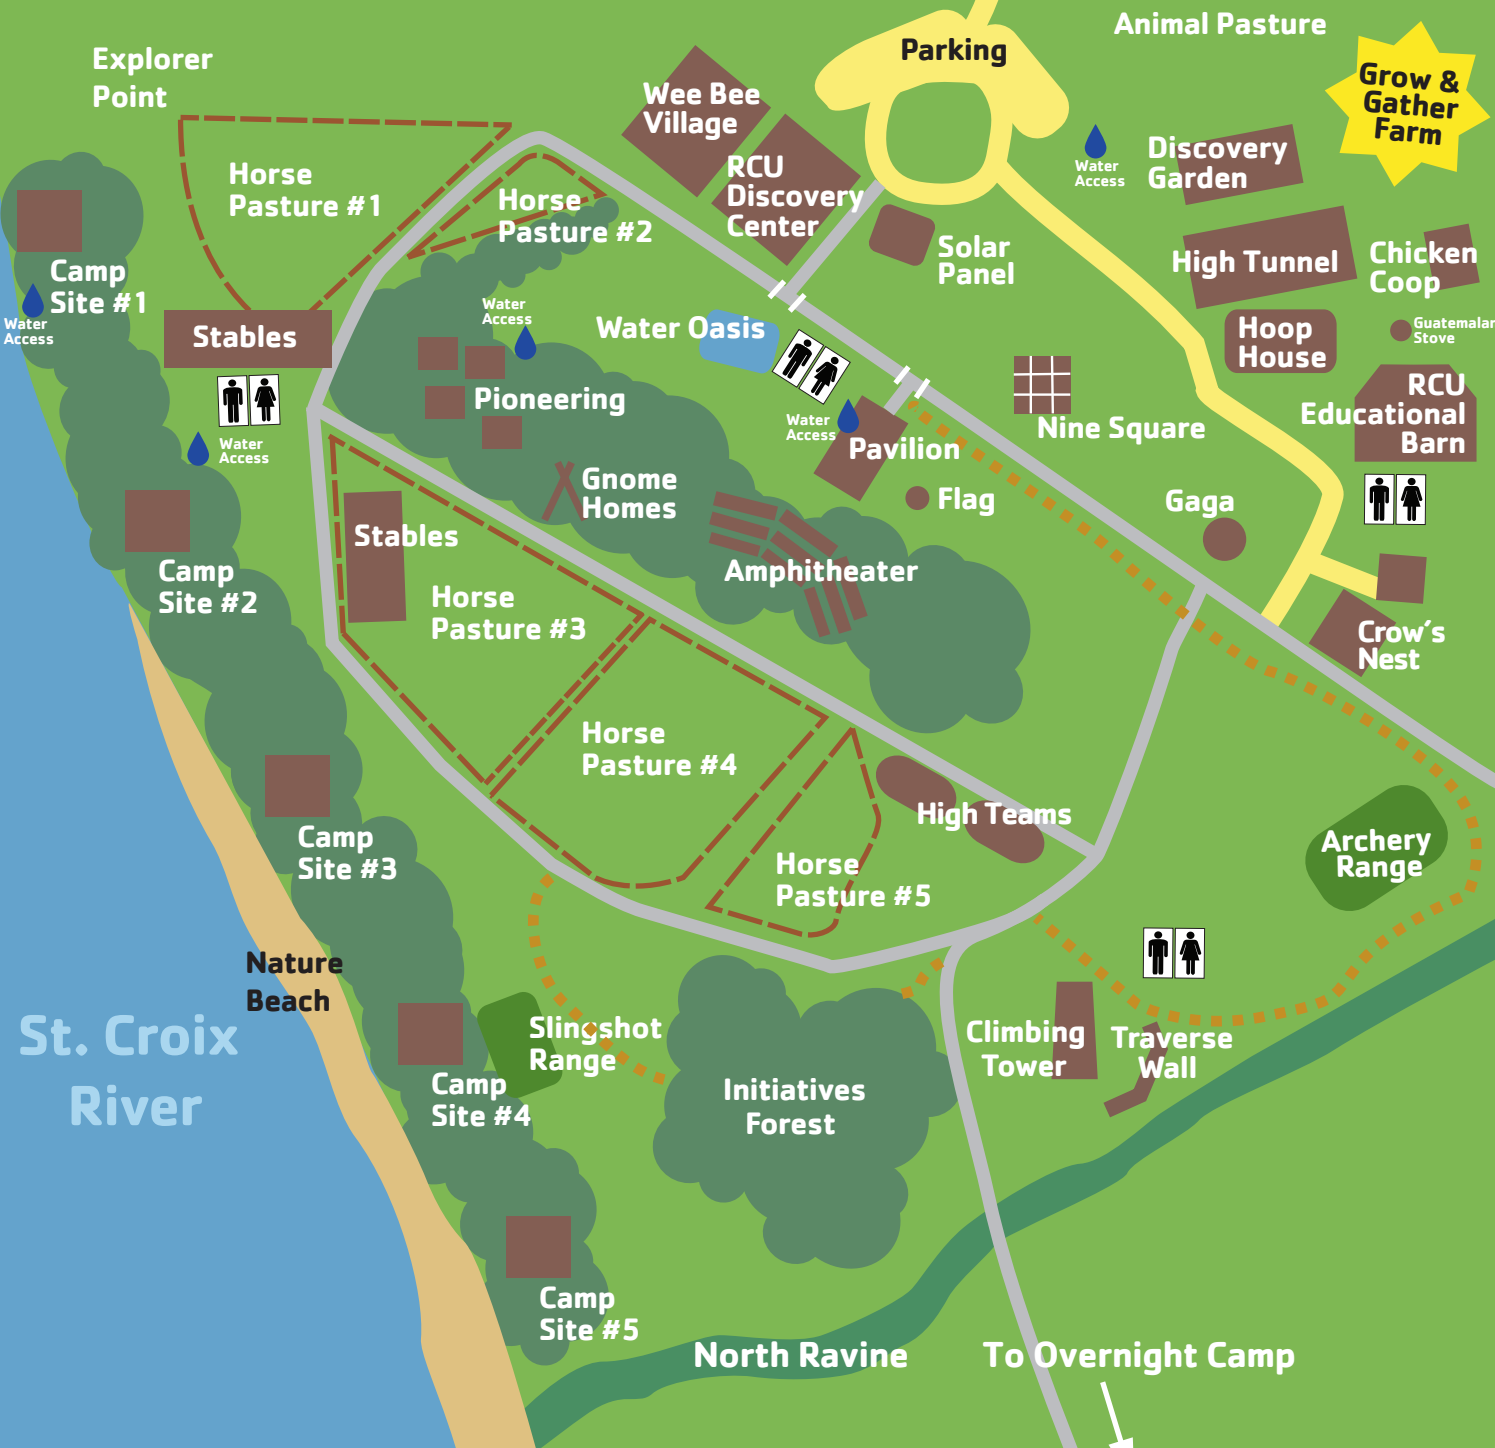 Animal Pasture
Parking
Explorer
Point
Grow &
Gather
Farm
Wee Bee
Village
RCU
Discovery
Center
Water
Access
Discovery
Garden
Horse
Pasture #1
Horse
Pasture #2
Solar
Panel
High Tunnel
Chicken
Coop
Camp
Site #1
Water
Access
Stables
Water
Access
Water Oasis
Hoop
House
Guatemalan
Stove
RCU
Educational
Barn
Pioneering
Water
Access
Pavilion
Nine Square
Water
Access
Gnome
Homes
Flag
Gaga
Stables
Amphitheater
Camp
Site #2
Horse
Pasture #3
Crow's
Nest
Horse
Pasture #4
High Teams
Camp
Site #3
Archery
Range
Horse
Pasture #5
Nature
Beach
St. Croix
River
Slingshot
Range
Climbing
Tower
Traverse
Wall
Camp
Site #4
Initiatives
Forest
Camp
Site #5
North Ravine
To Overnight Camp